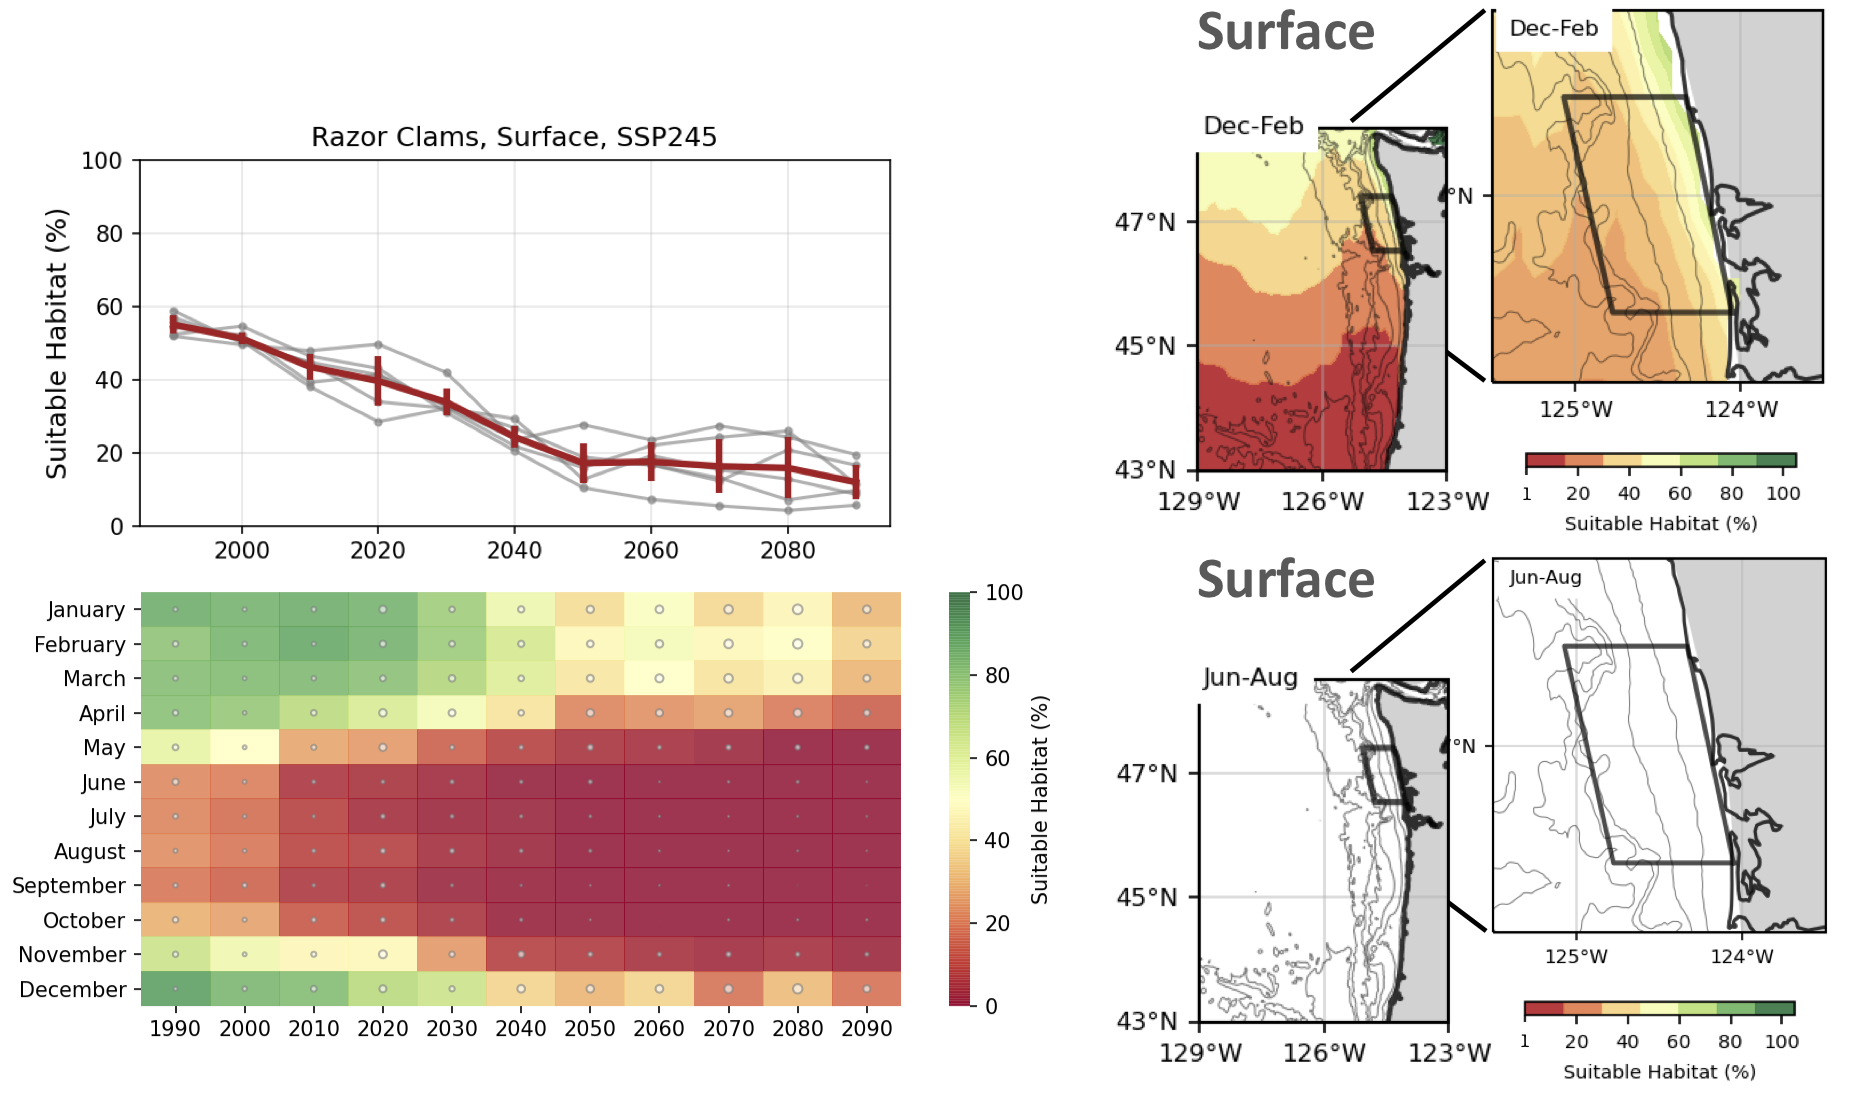 Razor Clams, Surface, SSP245
Suitable Habitat (%)
100
80
60
40
20
0
2000
2020
2040
2060
2080
January
February
March
April
May
June
July
August
September
October
November
December
1990
2000
2010
2020
2030
2040
2050
2060
2070
2080
2090
100
80
60
40
20
0
Suitable Habitat (%)
Surface
Dec-Feb
47°N
45°N
43°N
129°W
126°W
123°W
Dec-Feb
°N
125°W
124°W
1
20
40
60
80
100
Suitable Habitat (%)
Surface
Jun-Aug
47°N
45°N
43°N
129°W
126°W
123°W
Jun-Aug
°N
125°W
124°W
1
20
40
60
80
100
Suitable Habitat (%)